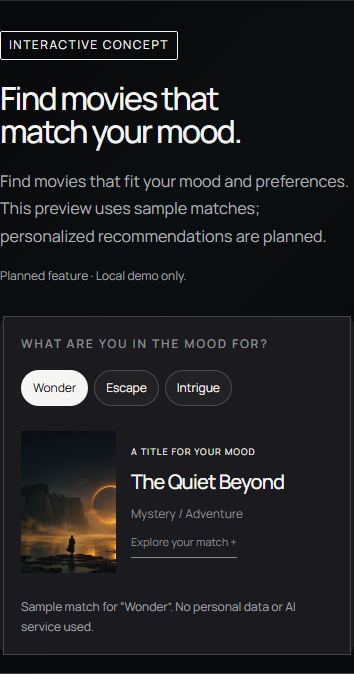 INTERACTIVE CONCEPT
Find movies that
match your mood.
Find movies that fit your mood and preferences.
This preview uses sample matches;
personalized recommendations are planned.
Planned feature · Local demo only.
WHAT ARE YOU IN THE MOOD FOR?
Wonder Escape Intrigue
A TITLE FOR YOUR MOOD
The Quiet Beyond
Mystery / Adventure
Explore your match +
Sample match for "Wonder". No personal data or AI
service used.